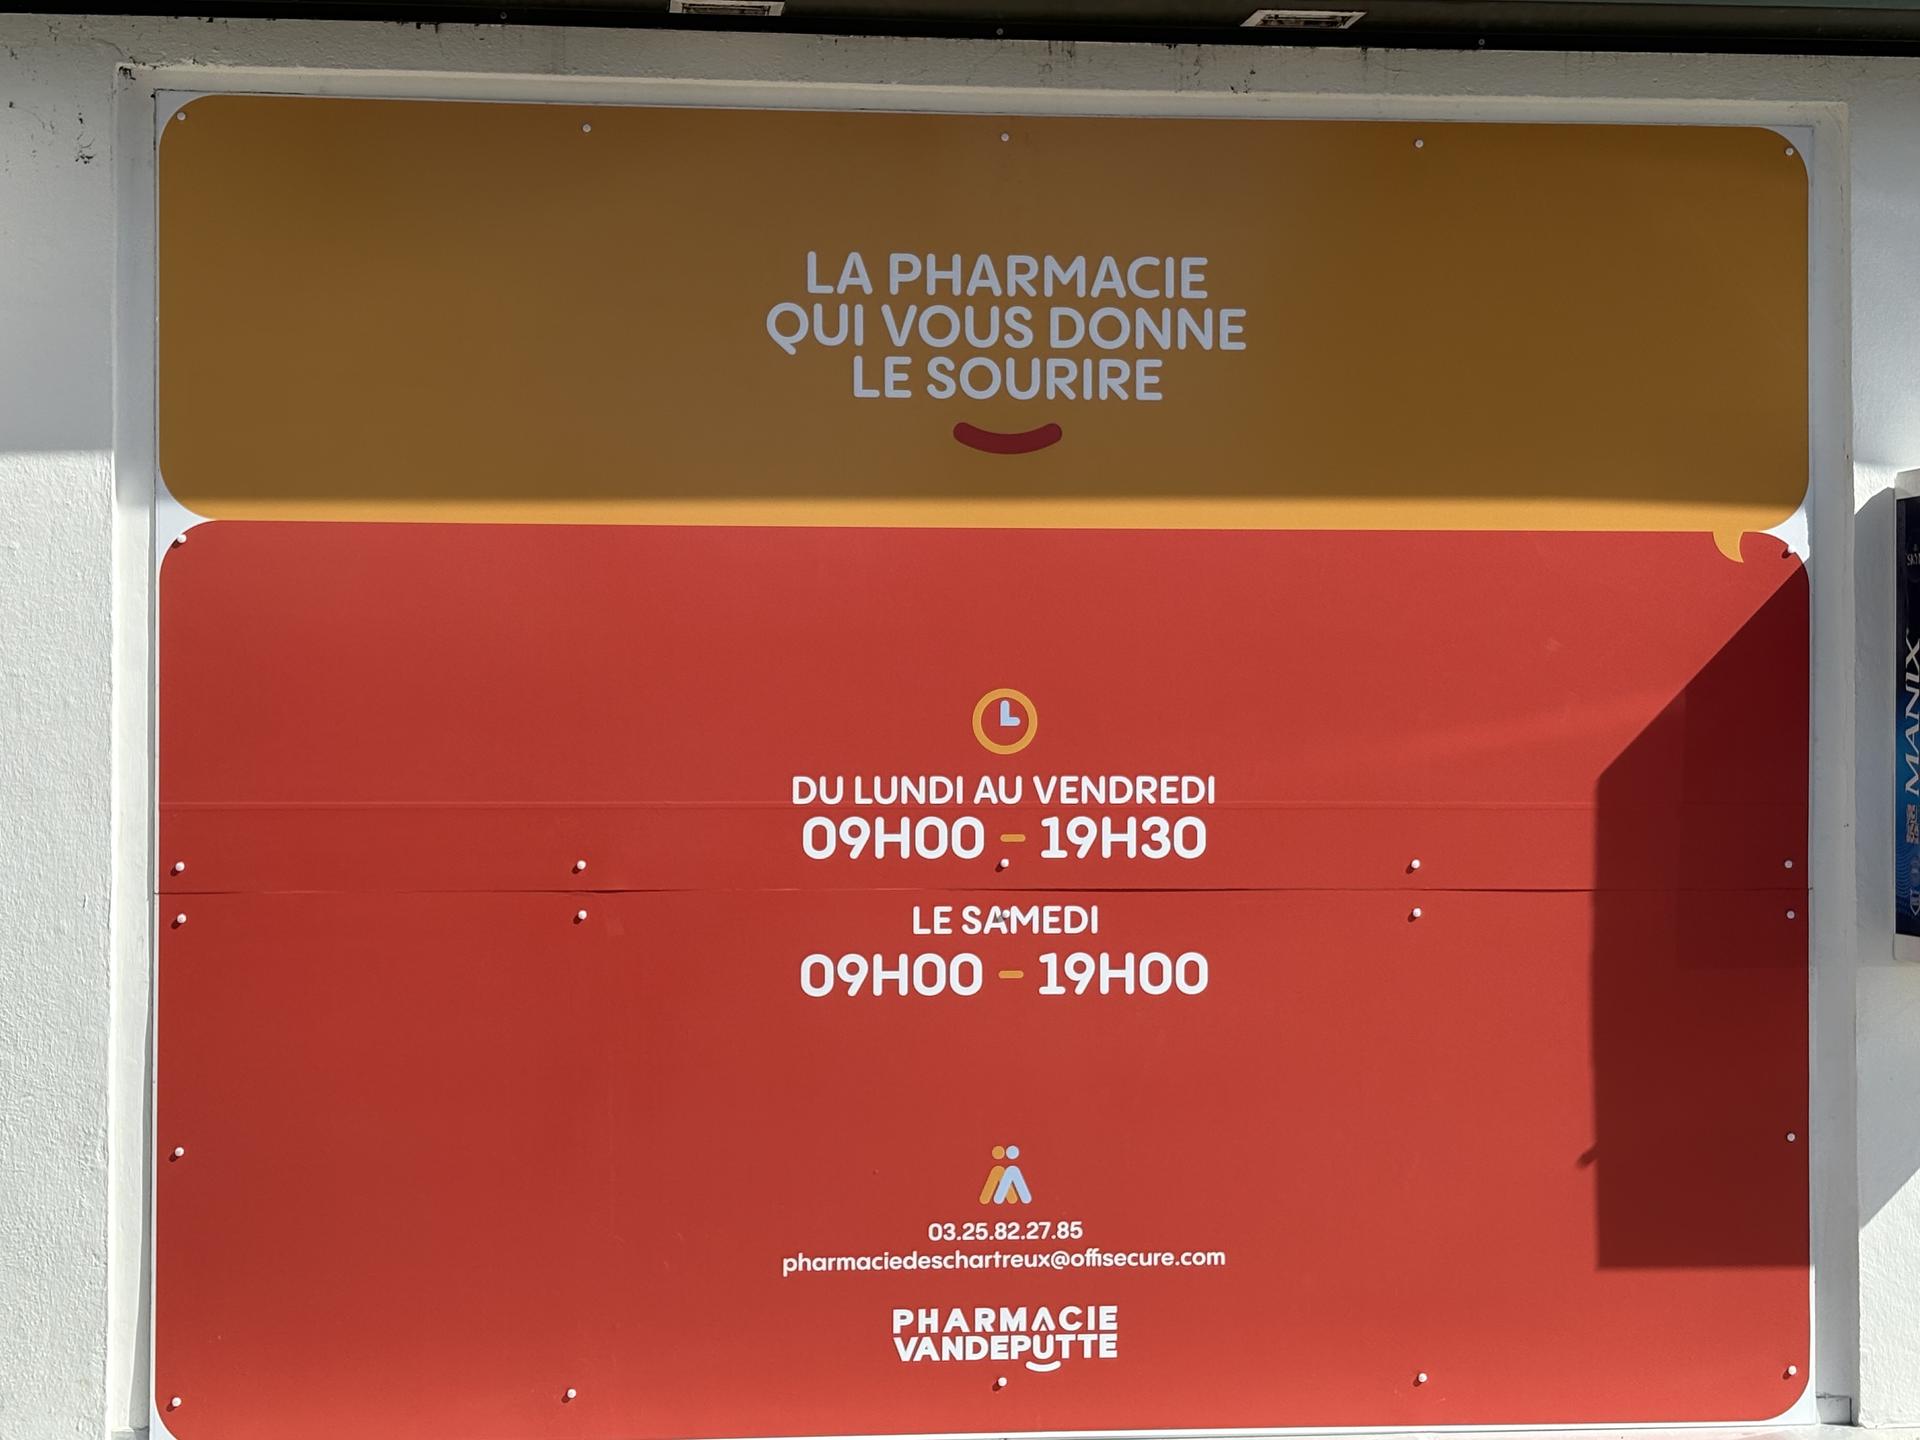 LA PHARMACIE
QUI VOUS DONNE
LE SOURIRE
DU LUNDI AU VENDREDI
09H00 - 19H30
LE SAMEDI
09H00 - 19H00
03.25.82.27.85
pharmaciedeschartreux@offisecure.com
PHARMACIE
VANDEPUTTE
MANIX